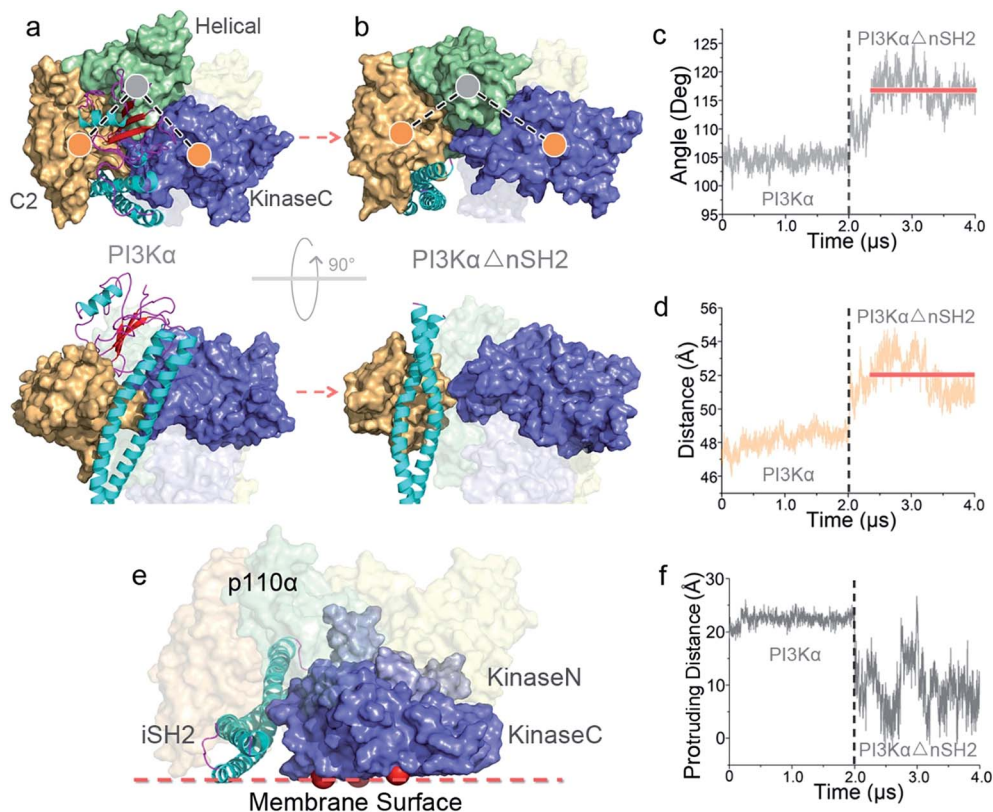 a
Helical
C2
KinaseC
PI3Kα
b
90°
PI3Kα△nSH2
c
PI3Kα△nSH2
Angle (Deg)
125
120
115
110
105
100
95
PI3Kα
0
1.0
2.0
3.0
4.0
Time (μs)
d
PI3Kα△nSH2
Distance (Å)
56
54
52
50
48
46
PI3Kα
0
1.0
2.0
3.0
4.0
Time (μs)
e
p110α
KinaseN
iSH2
KinaseC
Membrane Surface
f
Protruding Distance (Å)
30
20
10
0
PI3Kα
PI3Kα△nSH2
0
1.0
2.0
3.0
4.0
Time (μs)